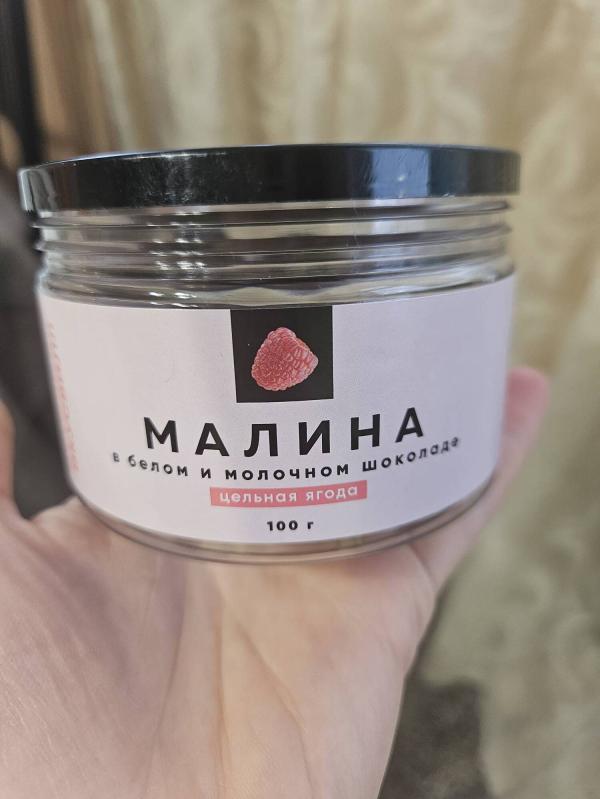 МАЛИНА
в белом и молочном шоколаде
цельная ягода
100 г